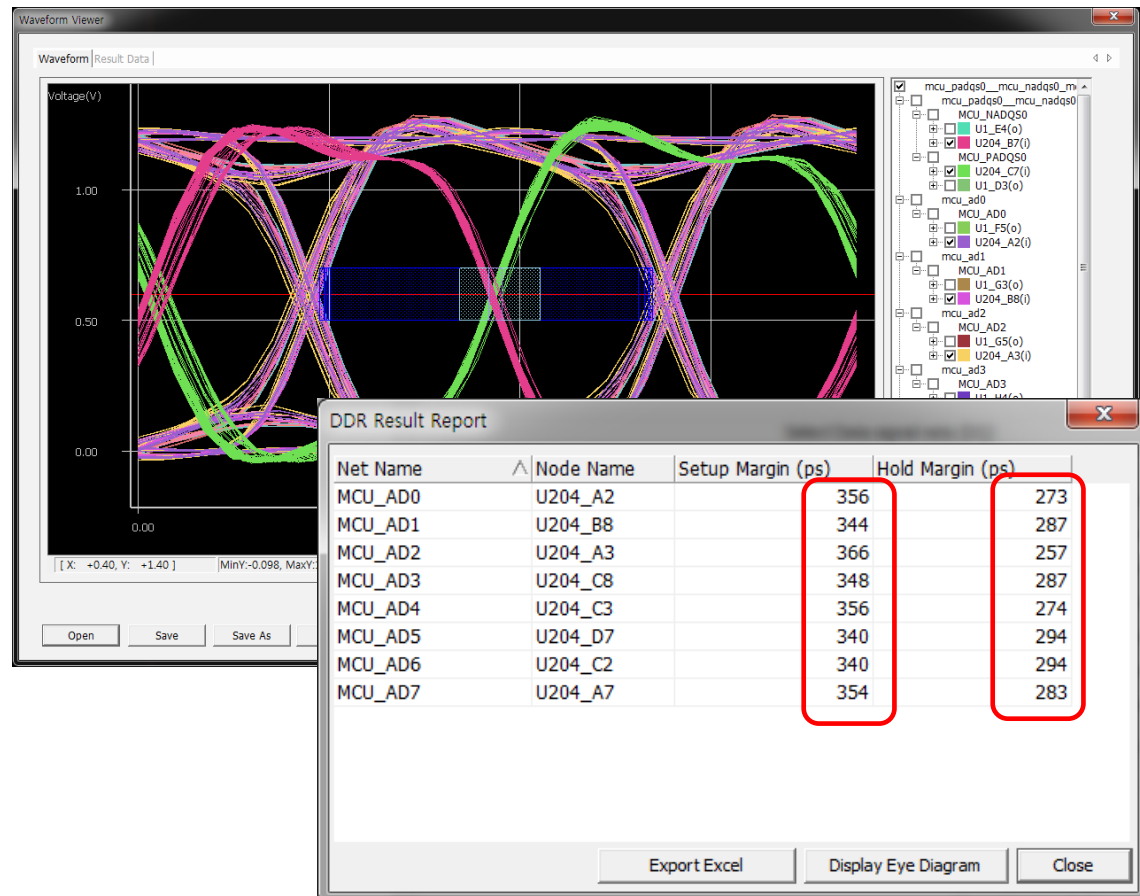 Waveform Viewer
Waveform Result Data
Voltage(V)
1.00
0.50
0.00
0.00
[ X: +0.40, Y: +1.40 ] MinY:-0.098, MaxY:
Open Save Save As
mcu_padqs0__mcu_nadqs0_m
mcu_padqs0__mcu_nadqs0
MCU_NADQS0
U1_E4(o)
U204_B7(i)
MCU_PADQS0
U204_C7(i)
U1_D3(o)
mcu_ad0
MCU_AD0
U1_F5(o)
U204_A2(i)
mcu_ad1
MCU_AD1
U1_G3(o)
U204_B8(i)
mcu_ad2
MCU_AD2
U1_G5(o)
U204_A3(i)
mcu_ad3
MCU_AD3
U1_H4(o)
DDR Result Report
Net Name Node Name Setup Margin (ps) Hold Margin (ps)
MCU_AD0 U204_A2 356 273
MCU_AD1 U204_B8 344 287
MCU_AD2 U204_A3 366 257
MCU_AD3 U204_C8 348 287
MCU_AD4 U204_C3 356 274
MCU_AD5 U204_D7 340 294
MCU_AD6 U204_C2 340 294
MCU_AD7 U204_A7 354 283
Export Excel Display Eye Diagram Close